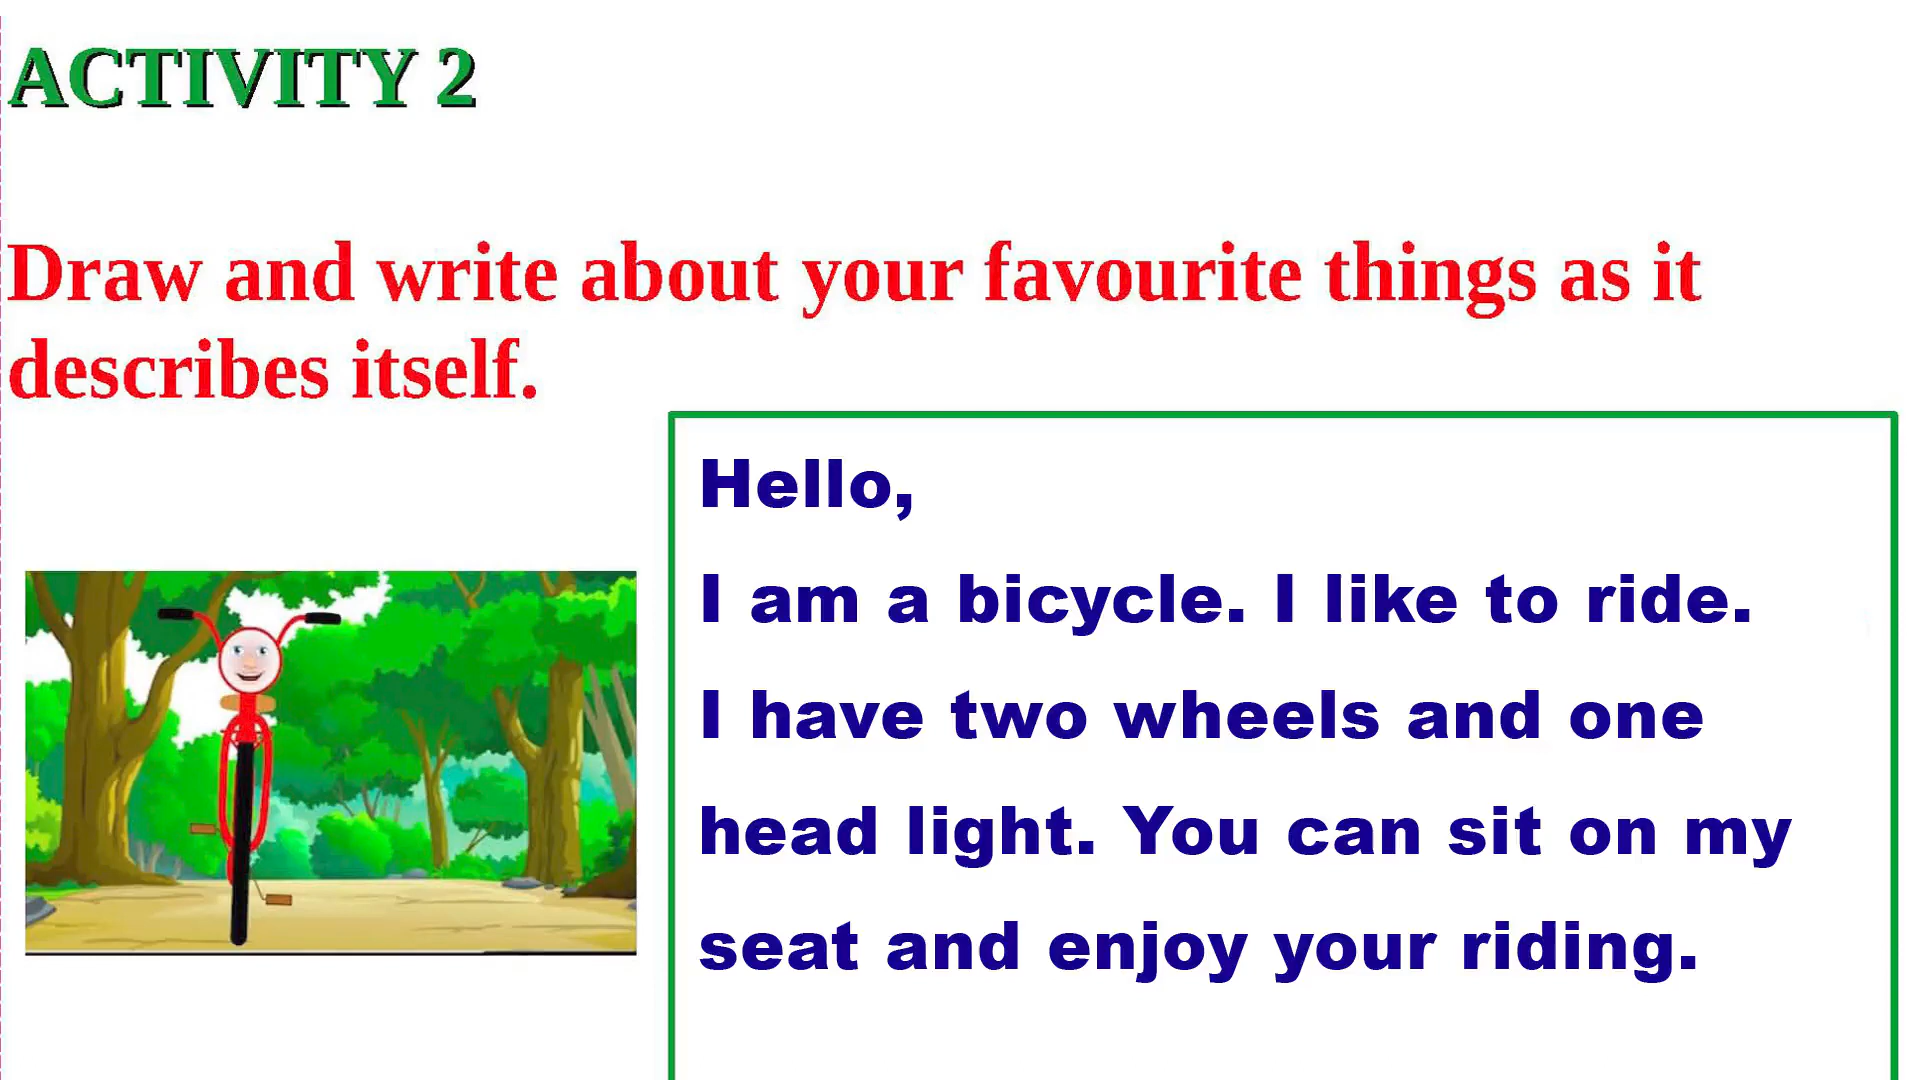 ACTIVITY 2
Draw and write about your favourite things as it
describes itself.
Hello,
I am a bicycle. I like to ride.
I have two wheels and one
head light. You can sit on my
seat and enjoy your riding.